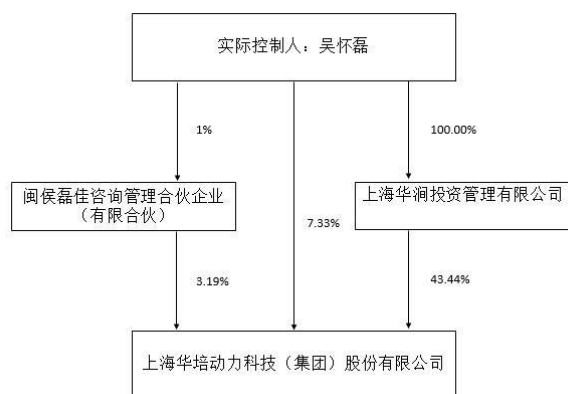 实际控制人：吴怀磊
1%
100.00%
闽侯磊佳咨询管理合伙企业
（有限合伙）
上海华涧投资管理有限公司
7.33%
3.19%
43.44%
上海华培动力科技（集团）股份有限公司